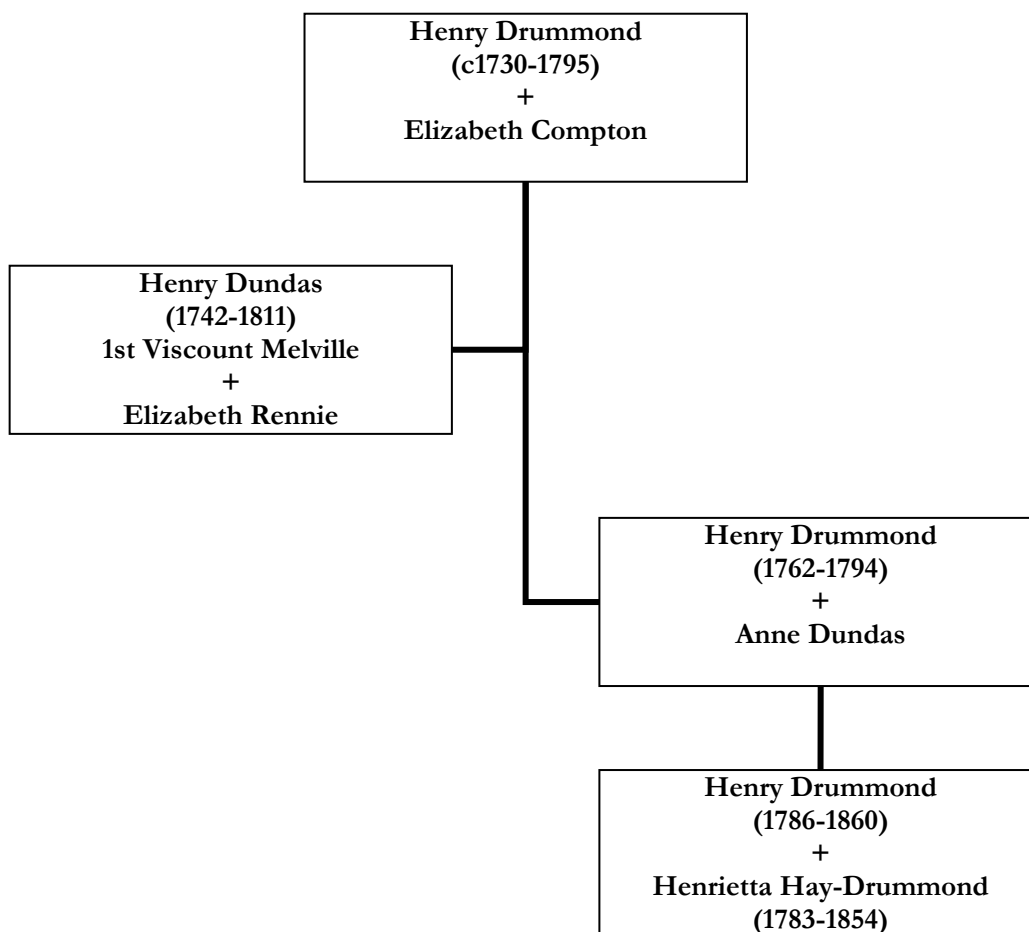 Henry Drummond
(c1730-1795)
+
Elizabeth Compton
Henry Dundas
(1742-1811)
1st Viscount Melville
+
Elizabeth Rennie
Henry Drummond
(1762-1794)
+
Anne Dundas
Henry Drummond
(1786-1860)
+
Henrietta Hay-Drummond
(1783-1854)